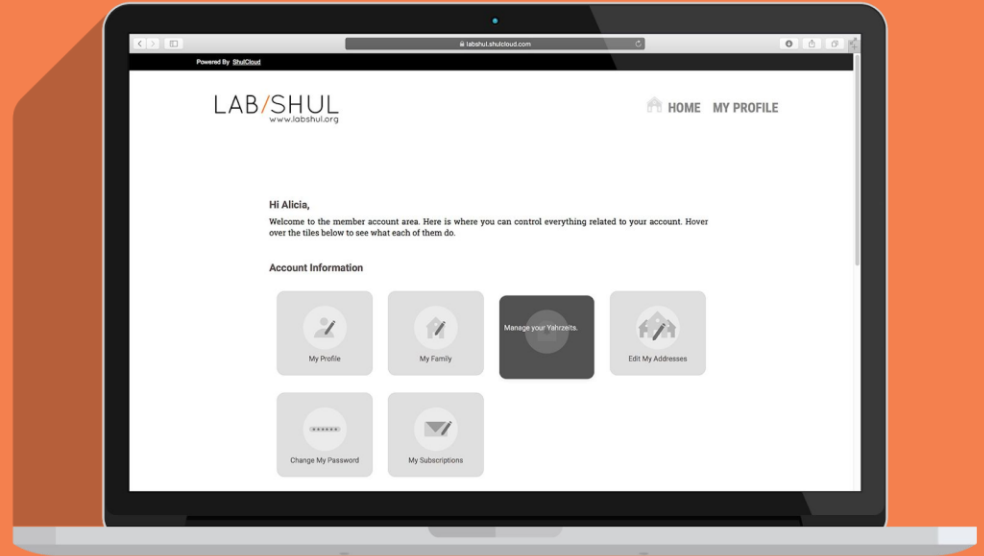 labshul.shulcloud.com
Powered By ShulCloud
LAB/SHUL
www.labshul.org
HOME MY PROFILE
Hi Alicia,
Welcome to the member account area. Here is where you can control everything related to your account. Hover
over the tiles below to see what each of them do.
Account Information
My Profile
My Family
Manage your Yahrzeits.
Edit My Addresses
Change My Password
My Subscriptions